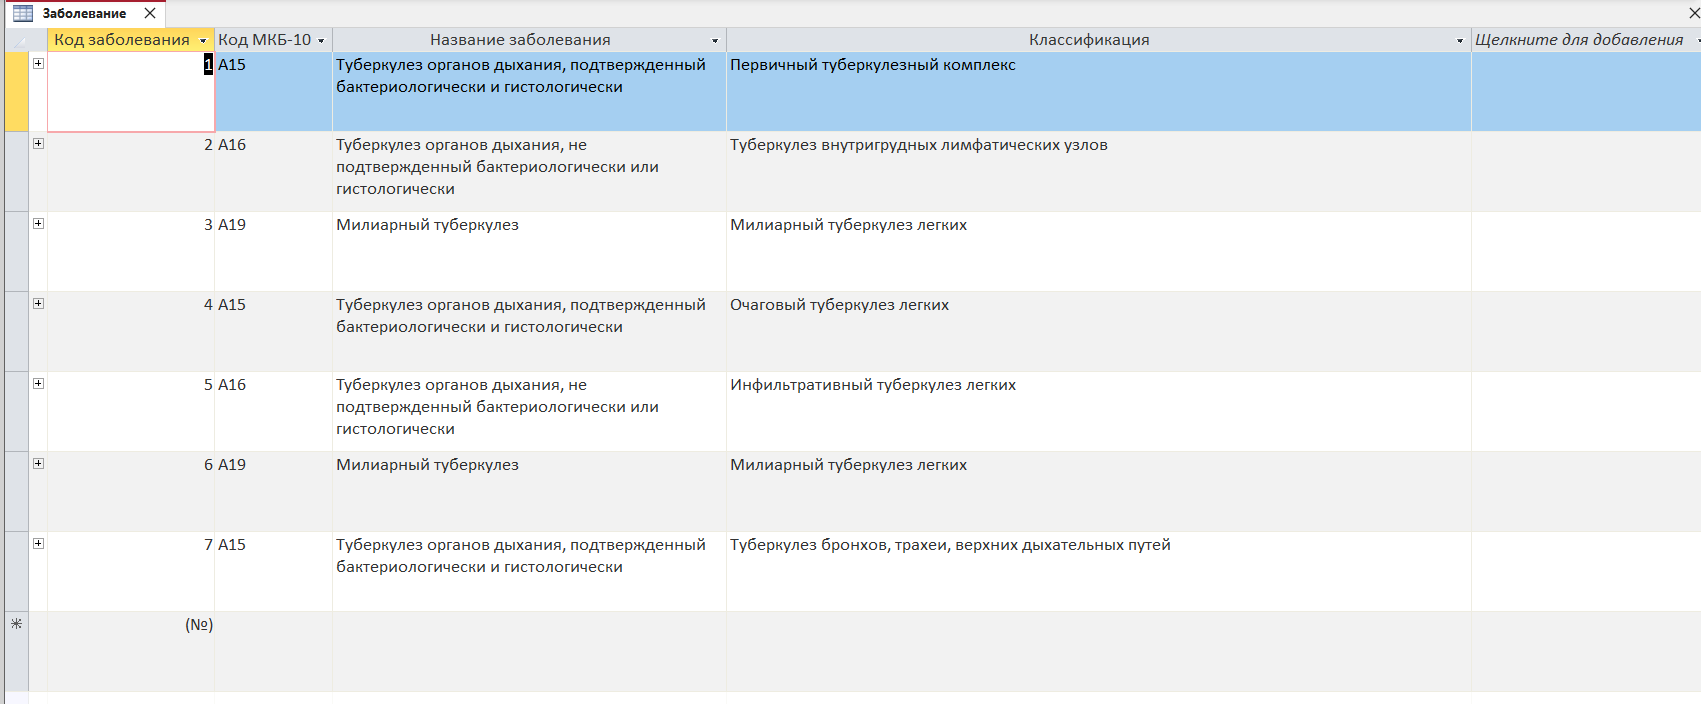 Заболевание
Код заболевания Код МКБ-10 Название заболевания Классификация Щелкните для добавления
1 A15 Туберкулез органов дыхания, подтвержденный Первичный туберкулезный комплекс
бактериологически и гистологически
2 A16 Туберкулез органов дыхания, не Туберкулез внутригрудных лимфатических узлов
подтвержденный бактериологически или
гистологически
3 A19 Милиарный туберкулез Милиарный туберкулез легких
4 A15 Туберкулез органов дыхания, подтвержденный Очаговый туберкулез легких
бактериологически и гистологически
5 A16 Туберкулез органов дыхания, не Инфильтративный туберкулез легких
подтвержденный бактериологически или
гистологически
6 A19 Милиарный туберкулез Милиарный туберкулез легких
7 A15 Туберкулез органов дыхания, подтвержденный Туберкулез бронхов, трахеи, верхних дыхательных путей
бактериологически и гистологически
(№)